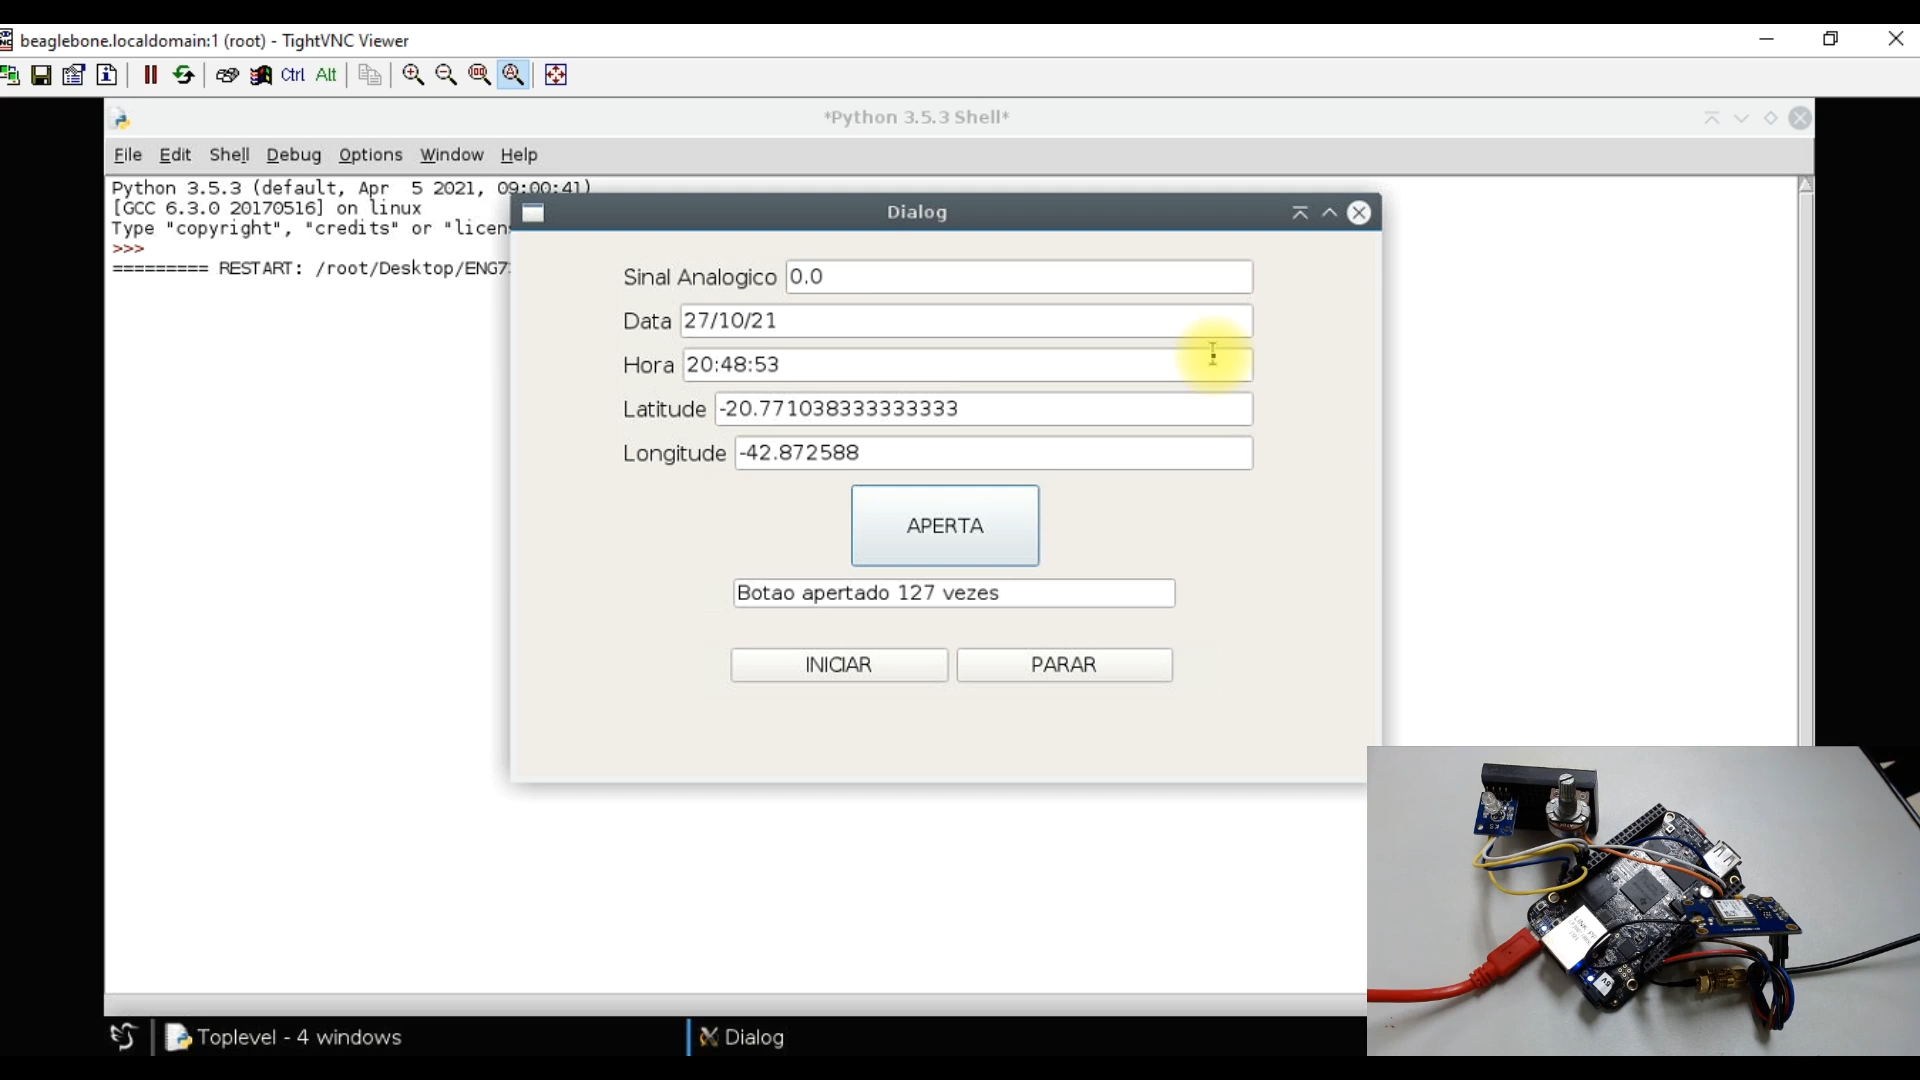 beaglebone.localdomain:1 (root) - TightVNC Viewer
Ctrl Alt
*Python 3.5.3 Shell*
File Edit Shell Debug Options Window Help
Python 3.5.3 (default, Apr  5 2021, 09:00:41)
[GCC 6.3.0 20170516] on linux
Type "copyright", "credits" or "licen
>>>
========= RESTART: /root/Desktop/ENG7
Dialog
Sinal Analogico 0.0
Data 27/10/21
Hora 20:48:53
Latitude -20.771038333333333
Longitude -42.872588
APERTA
Botao apertado 127 vezes
INICIAR PARAR
Toplevel - 4 windows
Dialog
5V